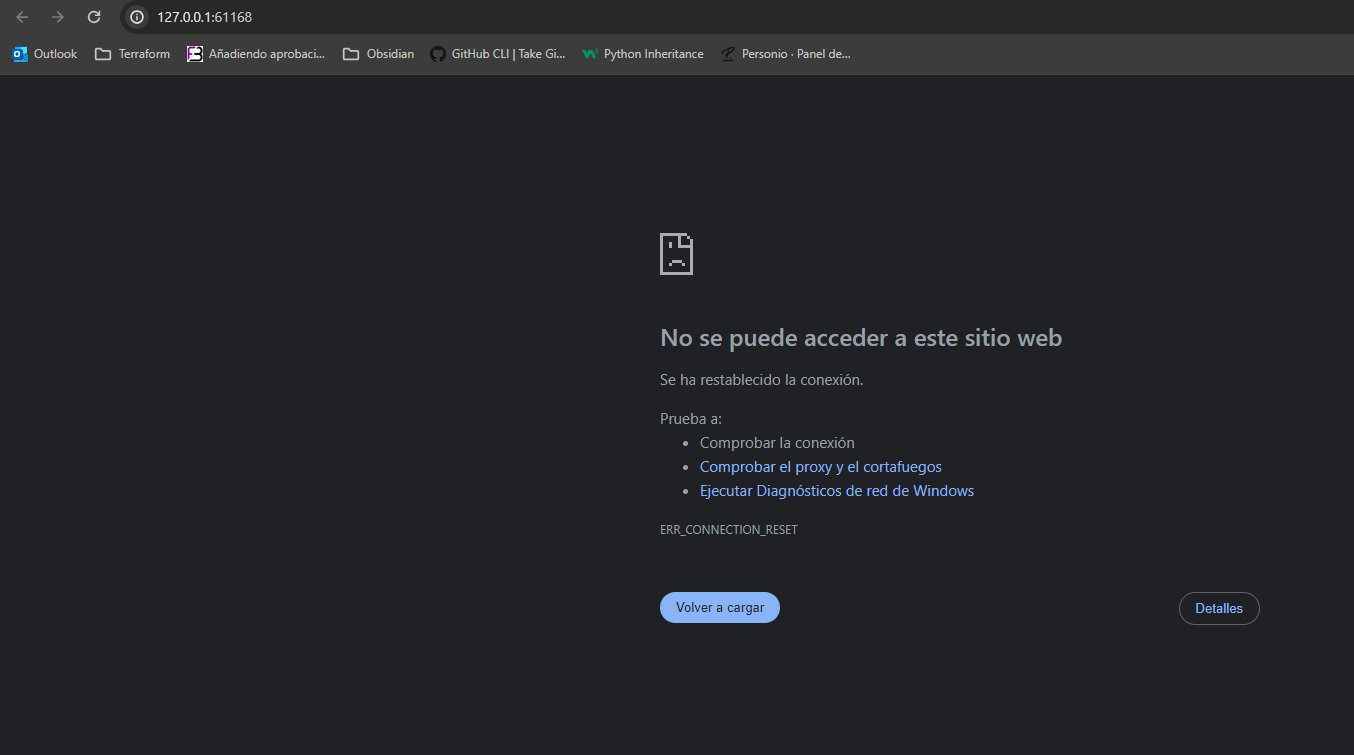 127.0.0.1:61168
Outlook Terraform Añadiendo aprobaci... Obsidian GitHub CLI | Take Gi... Python Inheritance Personio · Panel de...
No se puede acceder a este sitio web
Se ha restablecido la conexión.
Prueba a:
Comprobar la conexión
Comprobar el proxy y el cortafuegos
Ejecutar Diagnósticos de red de Windows
ERR_CONNECTION_RESET
Volver a cargar Detalles